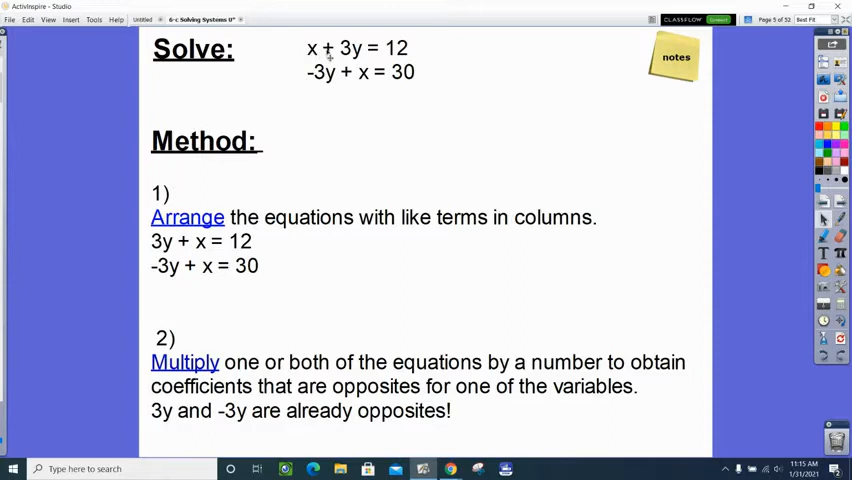 ActivInspire - Studio
File Edit View Insert Tools Help Untitled 6-c Solving Systems U* CLASSFLOW Connect Page 5 of 52 Best Fit
Solve:
x + 3y = 12
-3y + x = 30
notes
Method:
1)
Arrange the equations with like terms in columns.
3y + x = 12
-3y + x = 30
2)
Multiply one or both of the equations by a number to obtain
coefficients that are opposites for one of the variables.
3y and -3y are already opposites!
Type here to search
11:15 AM
1/31/2021